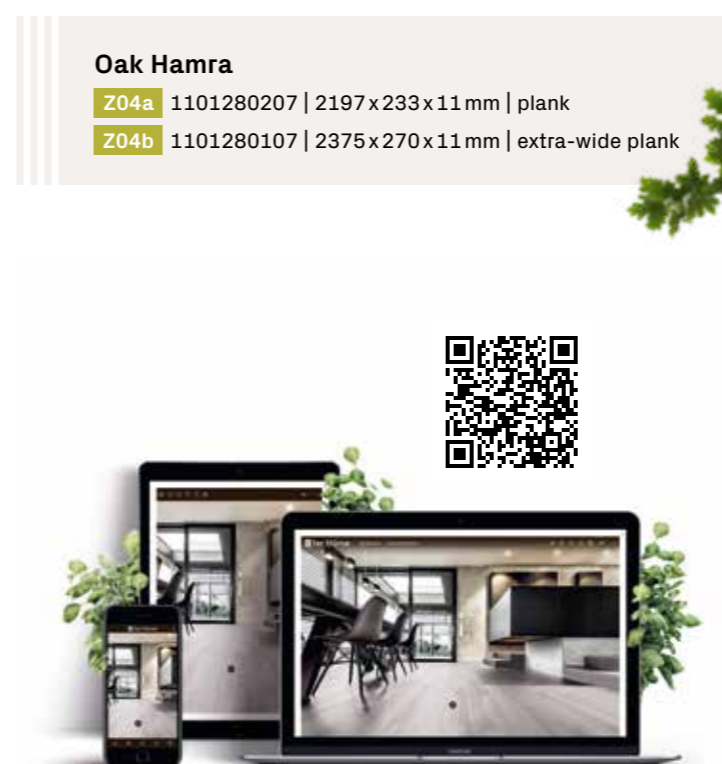 Oak Hamra
Z04a 1101280207 | 2197 x 233 x 11 mm | plank
Z04b 1101280107 | 2375 x 270 x 11 mm | extra-wide plank